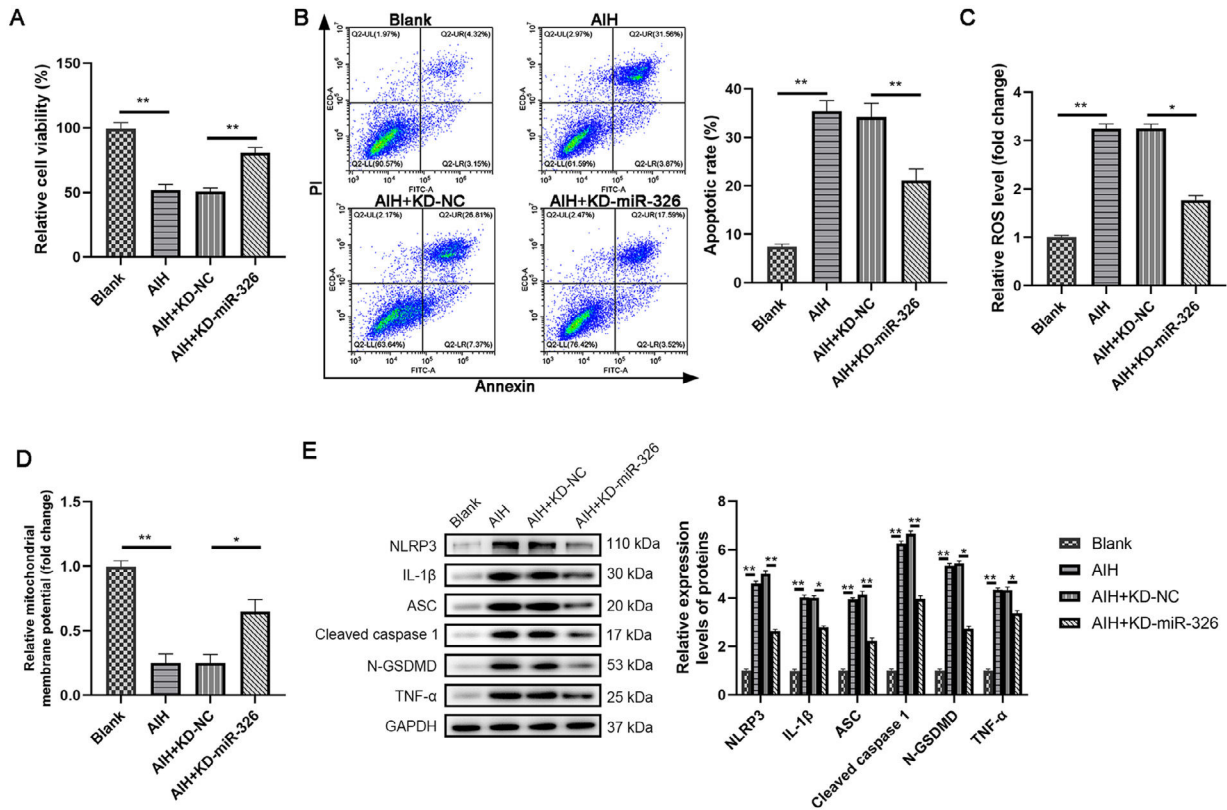 A
Relative cell viability (%)
150
100
50
0
Blank
AIH
AIH+KD-NC
AIH+KD-miR-326
**
**
B
Blank
Q2-UL(1.97%)
Q2-UR(4.32%)
Q2-LL(90.57%)
Q2-LR(3.15%)
ECD-A
FITC-A
AIH
Q2-UL(2.97%)
Q2-UR(31.56%)
Q2-LL(61.59%)
Q2-LR(3.87%)
ECD-A
FITC-A
AIH+KD-NC
Q2-UL(2.17%)
Q2-UR(26.81%)
Q2-LL(63.64%)
Q2-LR(7.37%)
ECD-A
FITC-A
AIH+KD-miR-326
Q2-UL(2.47%)
Q2-UR(17.59%)
Q2-LL(76.42%)
Q2-LR(3.52%)
ECD-A
FITC-A
PI
Annexin
Apoptotic rate (%)
40
30
20
10
0
**
**
Blank
AIH
AIH+KD-NC
AIH+KD-miR-326
C
Relative ROS level (fold change)
5
4
3
2
1
0
**
*
Blank
AIH
AIH+KD-NC
AIH+KD-miR-326
D
Relative mitochondrial
membrane potential (fold change)
1.5
1.0
0.5
0.0
**
*
Blank
AIH
AIH+KD-NC
AIH+KD-miR-326
E
Blank
AIH
AIH+KD-NC
AIH+KD-miR-326
NLRP3 110 kDa
IL-1β 30 kDa
ASC 20 kDa
Cleaved caspase 1 17 kDa
N-GSDMD 53 kDa
TNF-α 25 kDa
GAPDH 37 kDa
Relative expression
levels of proteins
8
6
4
2
0
** **
** *
** **
** **
** *
** *
NLRP3
IL-1β
ASC
Cleaved caspase 1
N-GSDMD
TNF-α
Blank
AIH
AIH+KD-NC
AIH+KD-miR-326